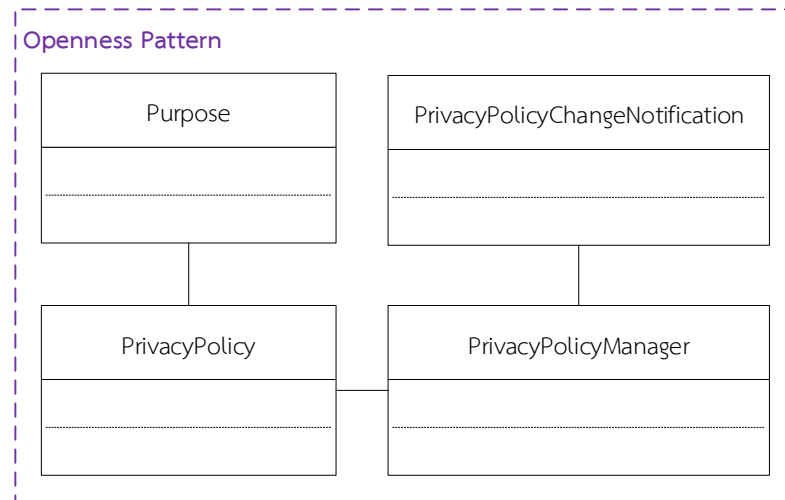 Openness Pattern
Purpose
PrivacyPolicyChangeNotification
PrivacyPolicy
PrivacyPolicyManager